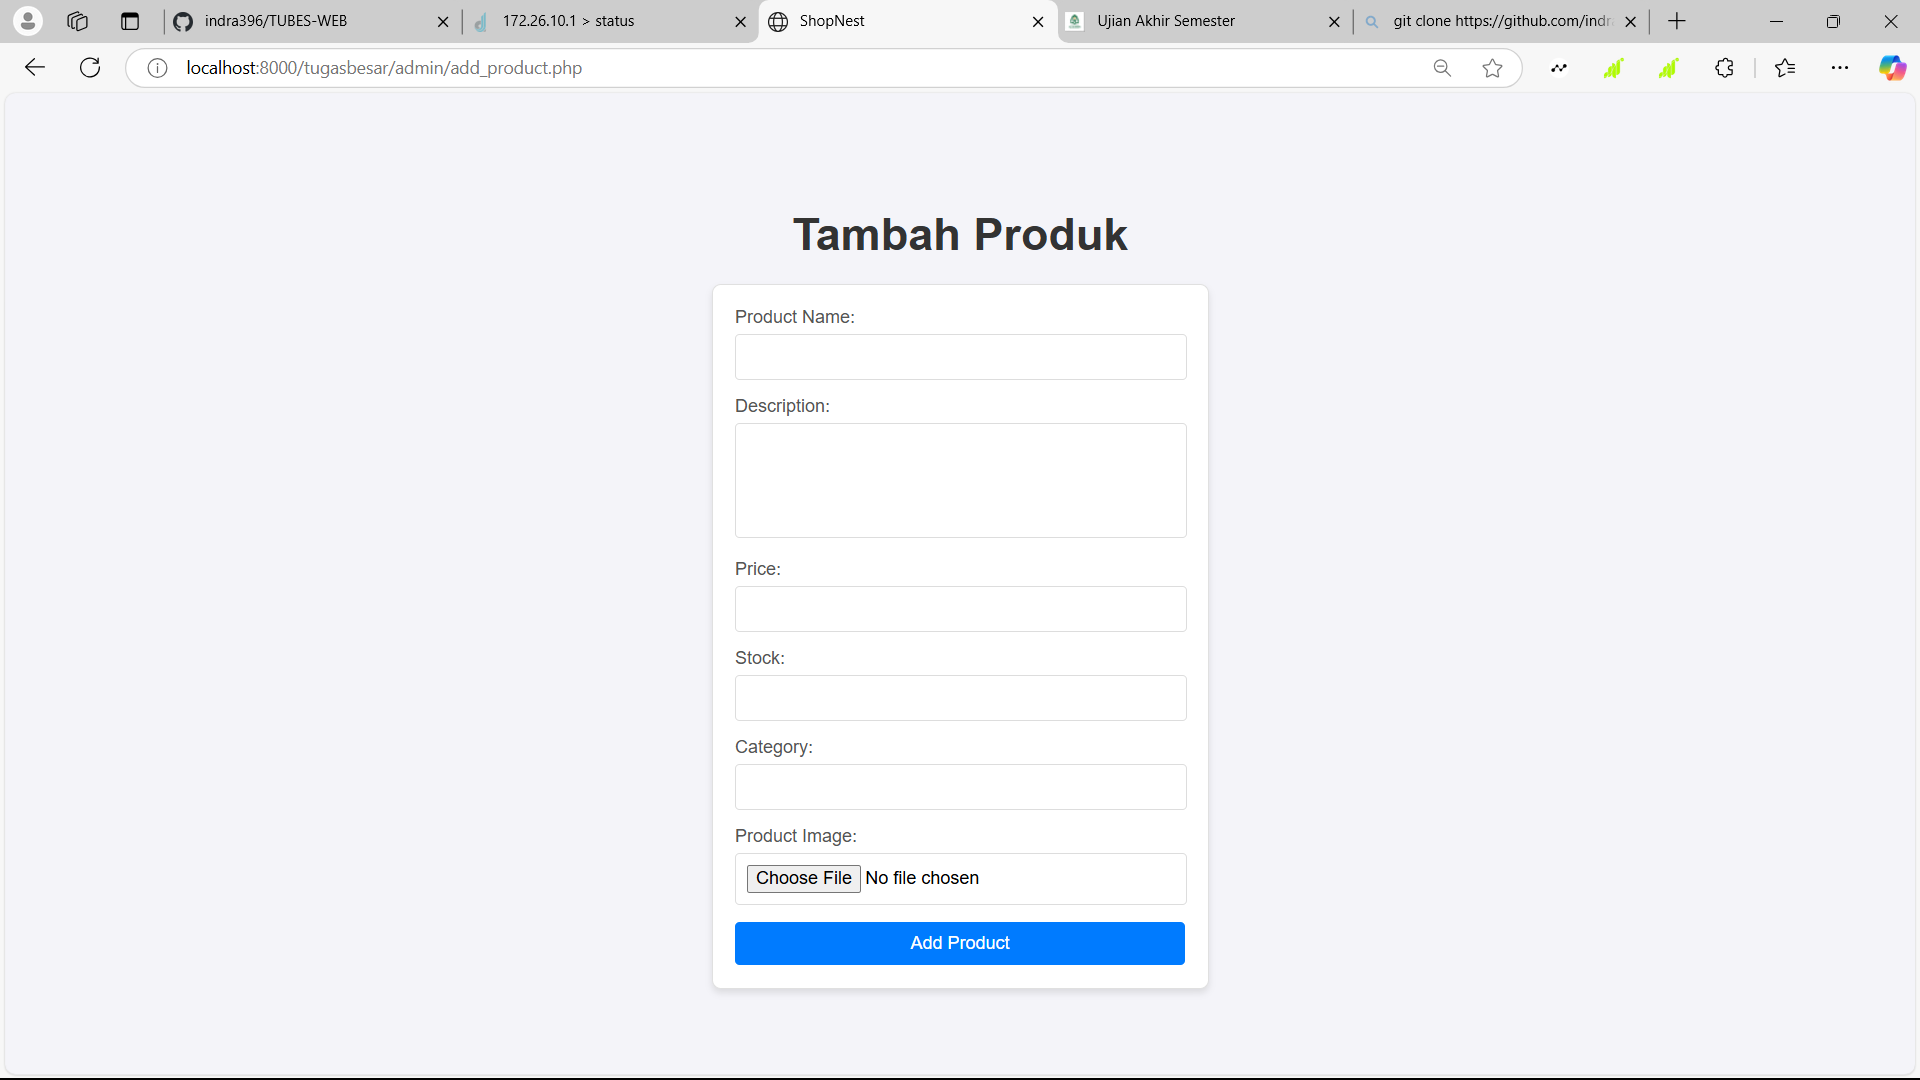 indra396/TUBES-WEB
172.26.10.1 > status
ShopNest
Ujian Akhir Semester
git clone https://github.com/indr
localhost:8000/tugasbesar/admin/add_product.php
Tambah Produk
Product Name:
Description:
Price:
Stock:
Category:
Product Image:
Choose File No file chosen
Add Product